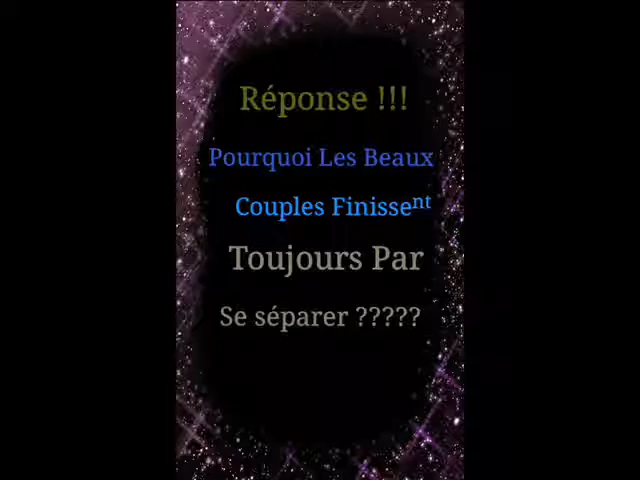 Réponse !!!
Pourquoi Les Beaux
Couples Finissent
Toujours Par
Se séparer ?????